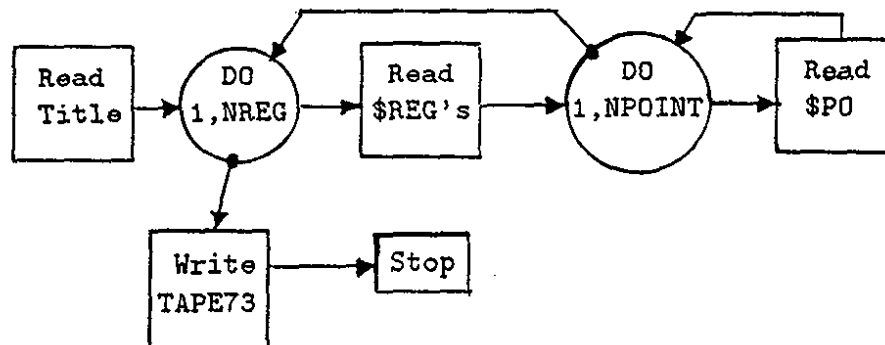 Read
Title
DO
1,NREG
Read
$REG's
DO
1,NPOINT
Read
$PO
Write
TAPE73
Stop